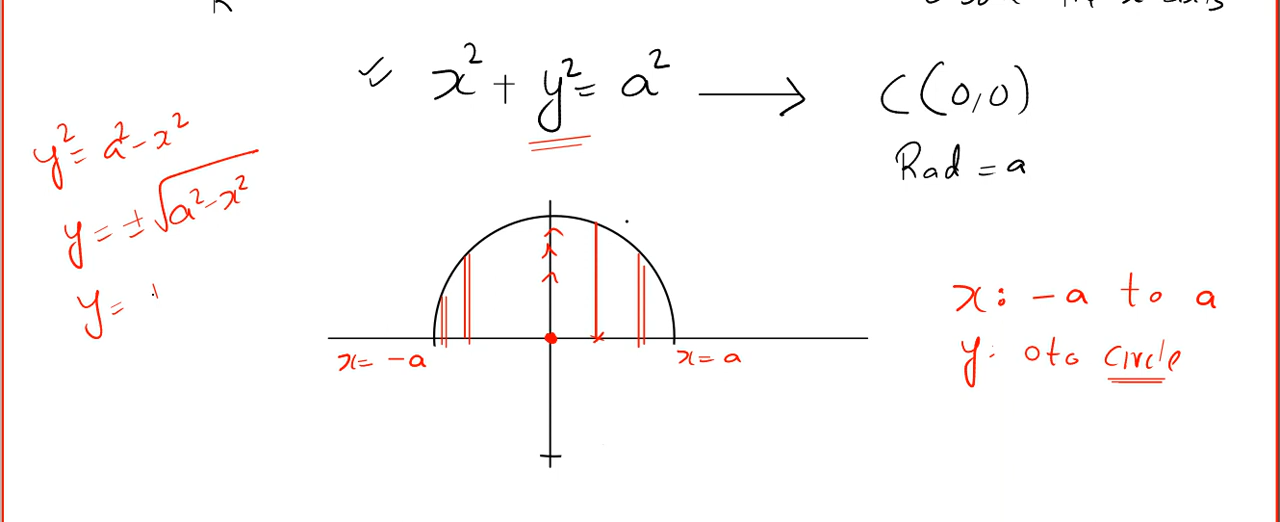 x² + y² = a² ⟶ C(0,0)
Rad = a
y² = a² - x²
y = ±√(a² - x²)
y = +
x = -a
x = a
x : -a to a
y : 0 to circle